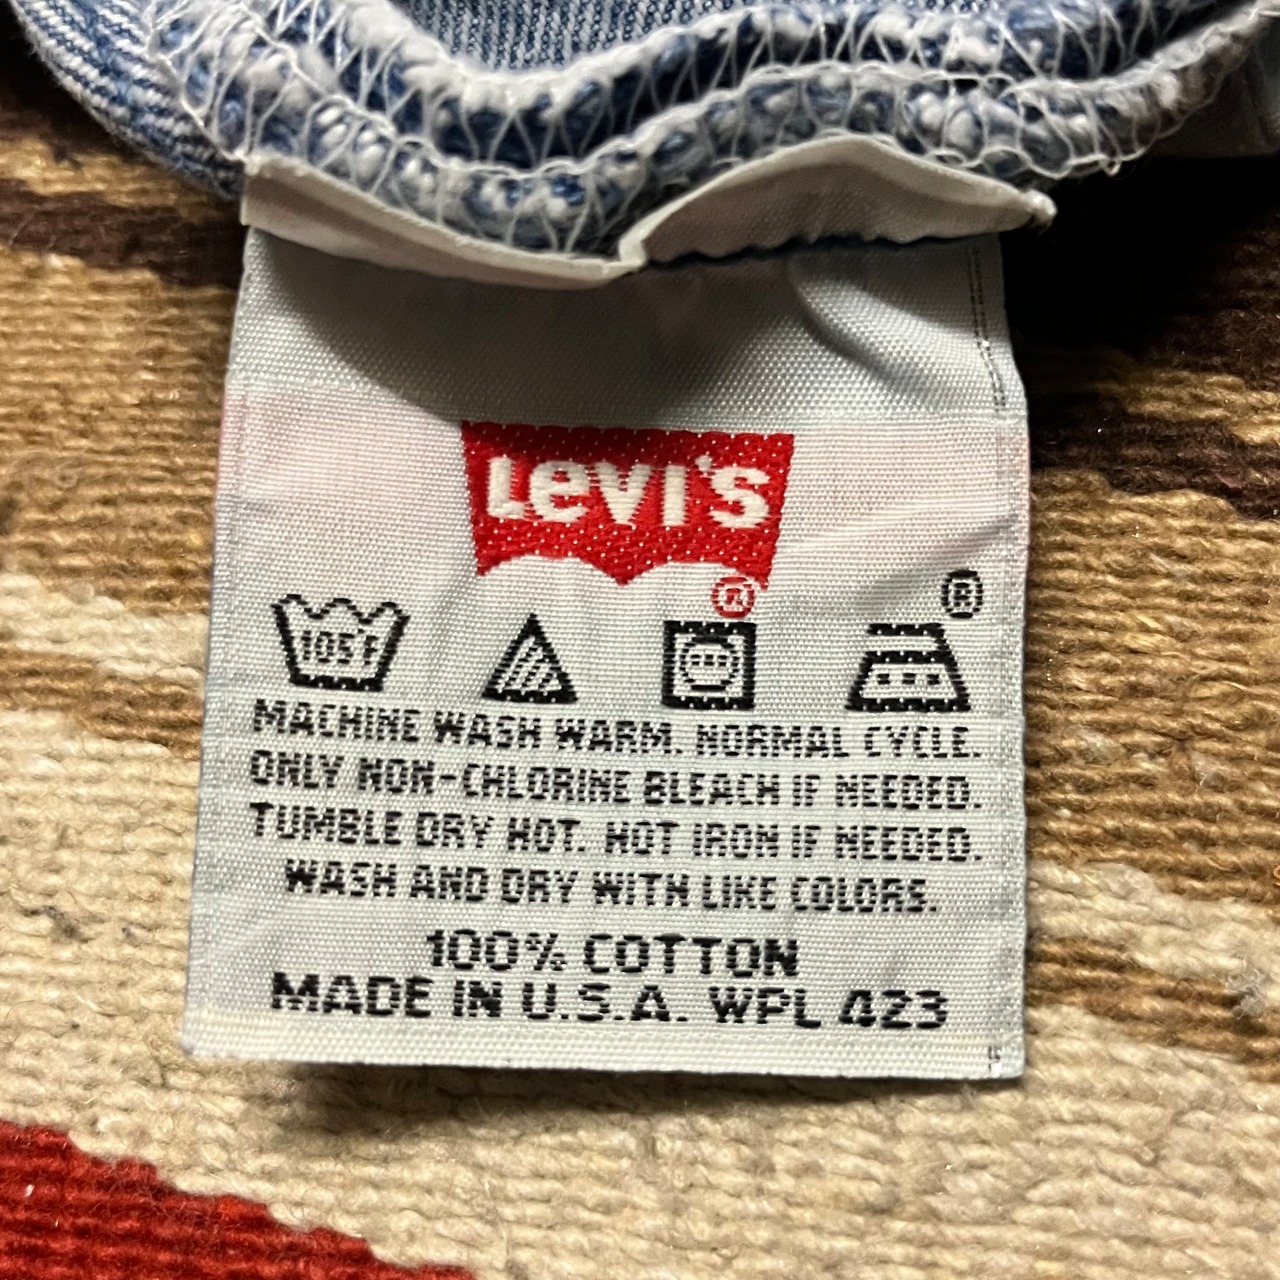 Levi's
®
®
105°F
MACHINE WASH WARM. NORMAL CYCLE.
ONLY NON-CHLORINE BLEACH IF NEEDED.
TUMBLE DRY HOT. HOT IRON IF NEEDED.
WASH AND DRY WITH LIKE COLORS.
100% COTTON
MADE IN U.S.A. WPL 423